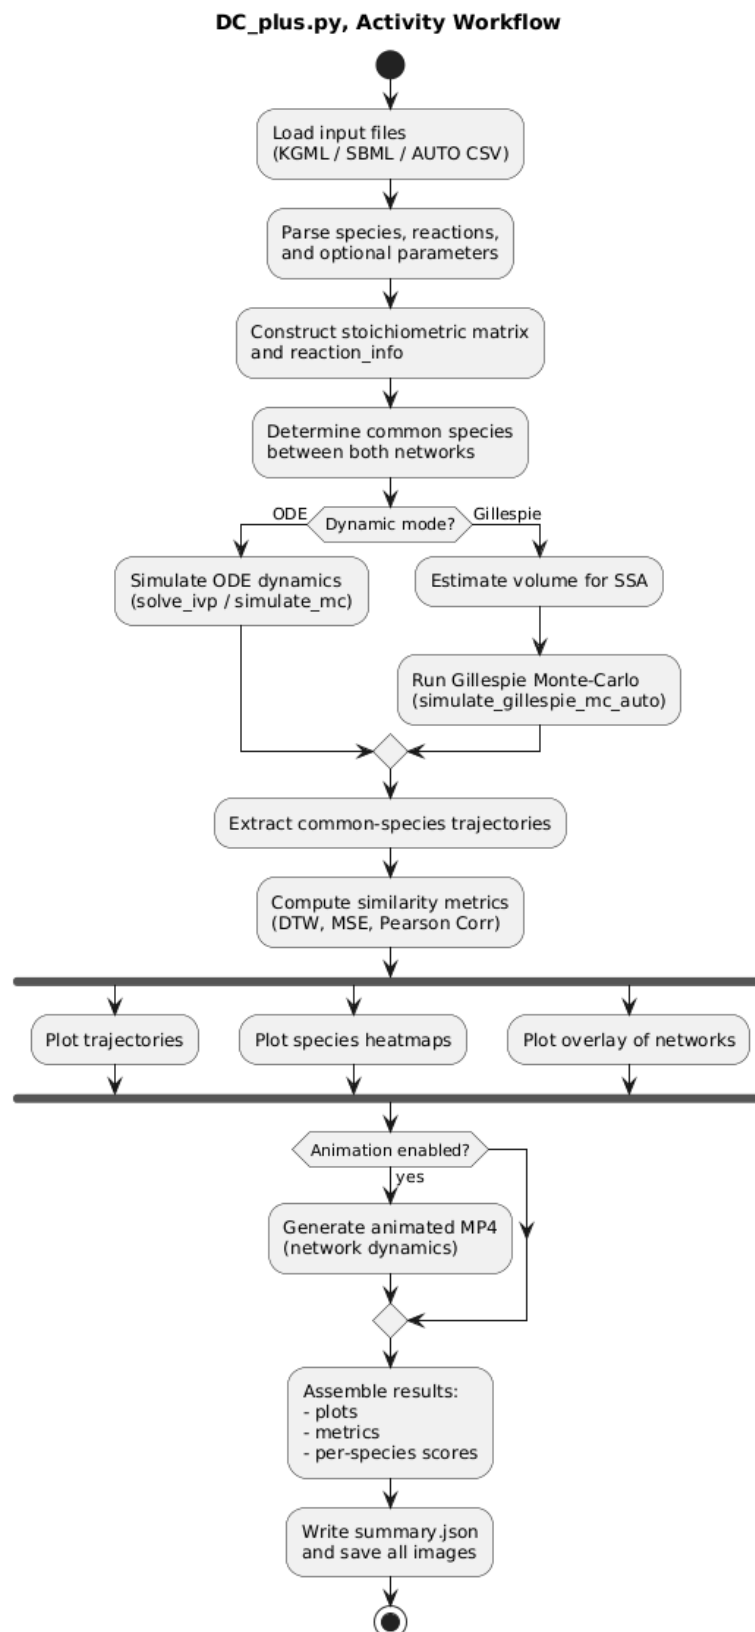 DC_plus.py, Activity Workflow
Load input files
(KGML / SBML / AUTO CSV)
Parse species, reactions,
and optional parameters
Construct stoichiometric matrix
and reaction_info
Determine common species
between both networks
ODE
Dynamic mode?
Gillespie
Simulate ODE dynamics
(solve_ivp / simulate_mc)
Estimate volume for SSA
Run Gillespie Monte-Carlo
(simulate_gillespie_mc_auto)
Extract common-species trajectories
Compute similarity metrics
(DTW, MSE, Pearson Corr)
Plot trajectories
Plot species heatmaps
Plot overlay of networks
Animation enabled?
yes
Generate animated MP4
(network dynamics)
Assemble results:
- plots
- metrics
- per-species scores
Write summary.json
and save all images